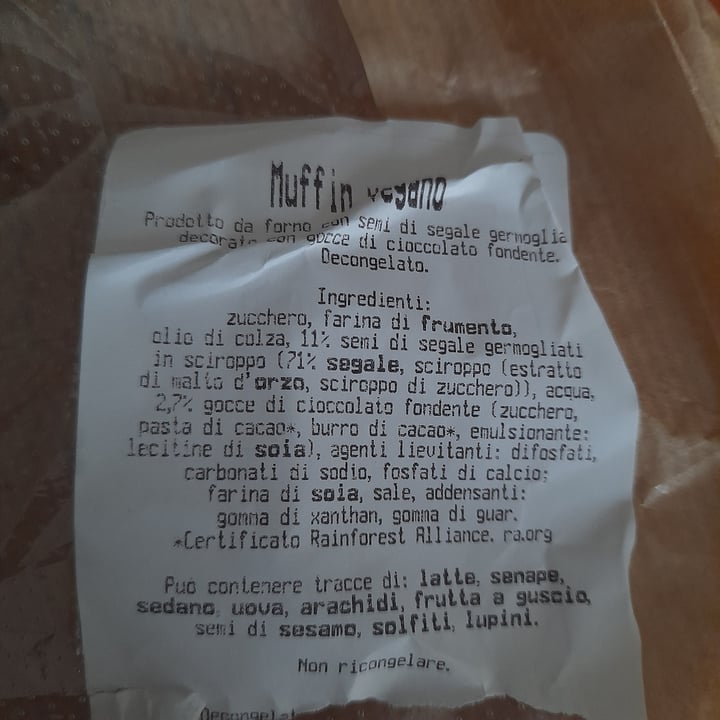 Muffin vegano
Prodotto da forno con semi di segale germoglia
decorato con gocce di cioccolato fondente.
Decongelato.
Ingredienti:
zucchero, farina di frumento,
olio di colza, 11% semi di segale germogliati
in sciroppo (71% segale, sciroppo (estratto
di malto d'orzo, sciroppo di zucchero)), acqua,
2,7% gocce di cioccolato fondente (zucchero,
pasta di cacao*, burro di cacao*, emulsionante:
lecitine di soia), agenti lievitanti: difosfati,
carbonati di sodio, fosfati di calcio;
farina di soia, sale, addensanti:
gomma di xanthan, gomma di guar.
*Certificato Rainforest Alliance. ra.org
Può contenere tracce di: latte, senape,
sedano, uova, arachidi, frutta a guscio,
semi di sesamo, solfiti, lupini.
Non ricongelare.
Decongelat